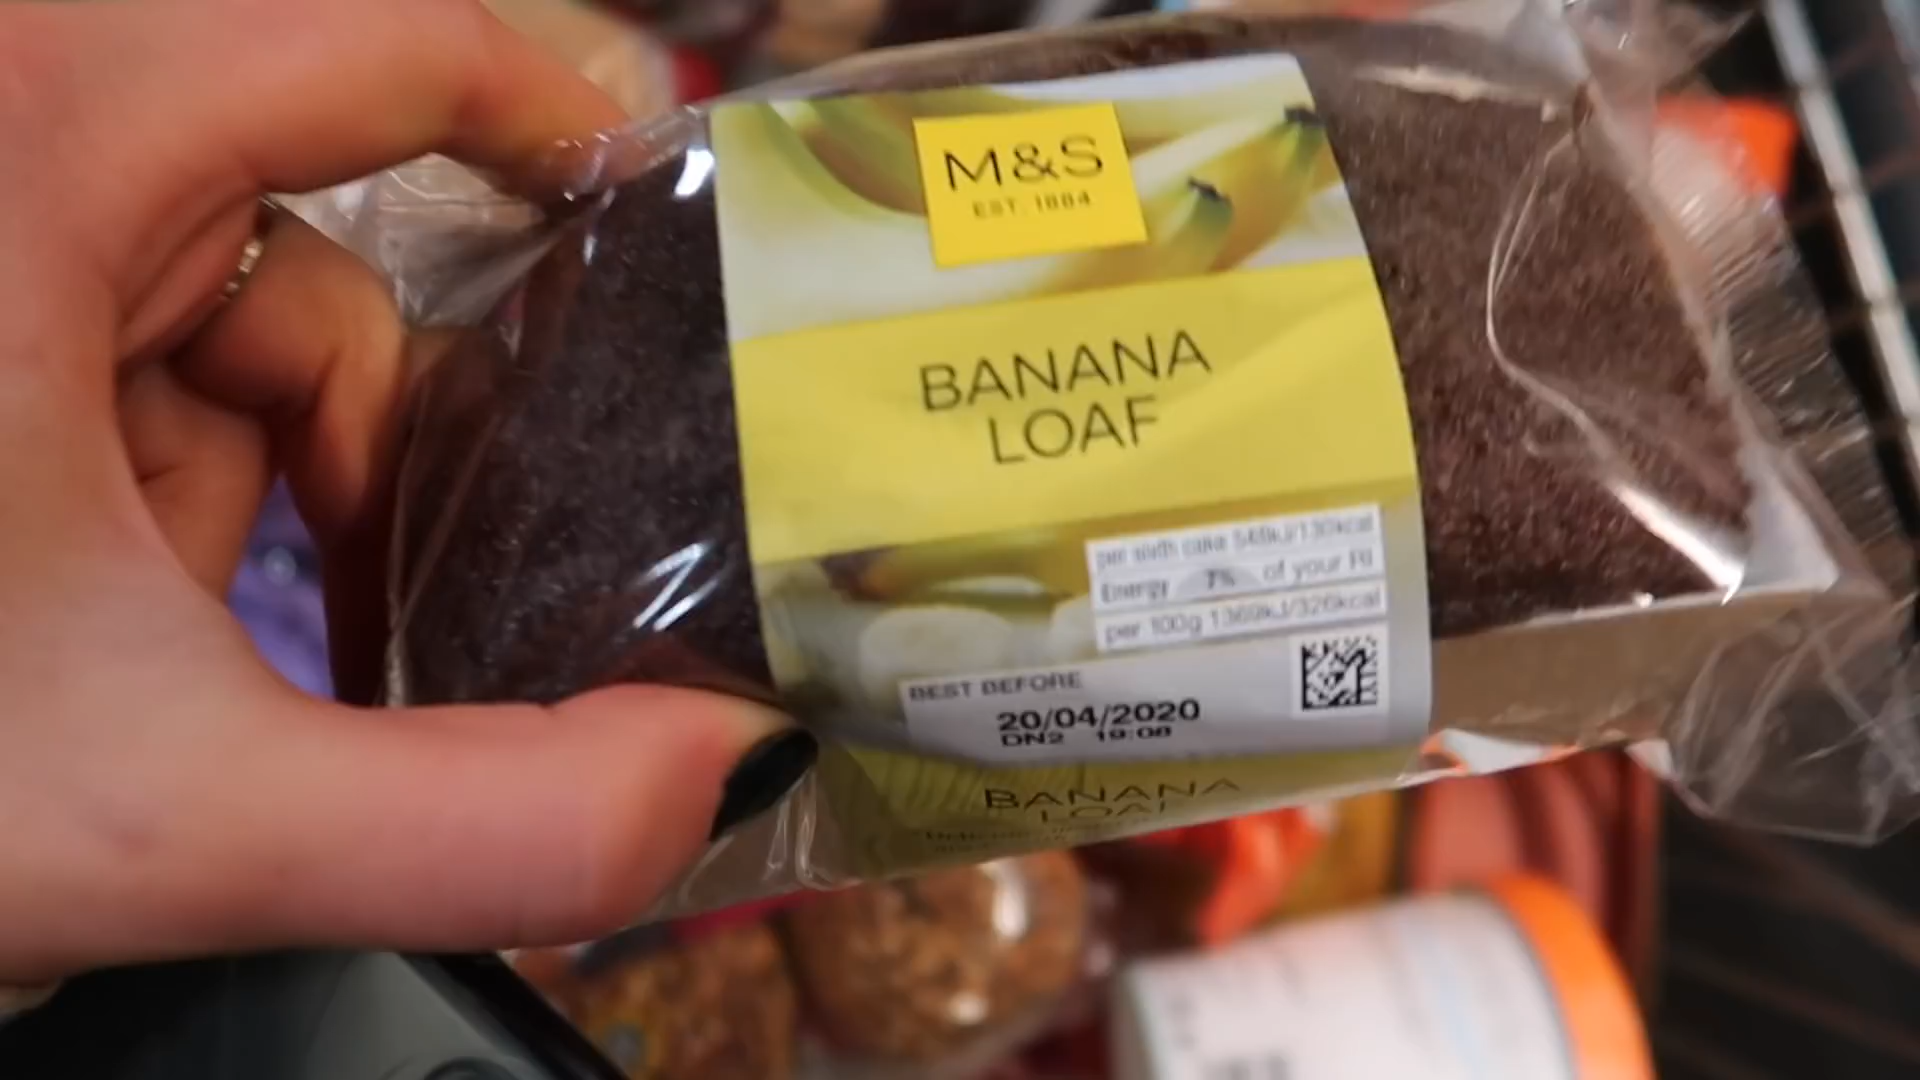 M&S
EST. 1884
BANANA
LOAF
per sixth cake 548kJ/130kcal
Energy 7% of your RI
per 100g 1369kJ/326kcal
BEST BEFORE
20/04/2020
DN2 19:08
BANANA
LOAF